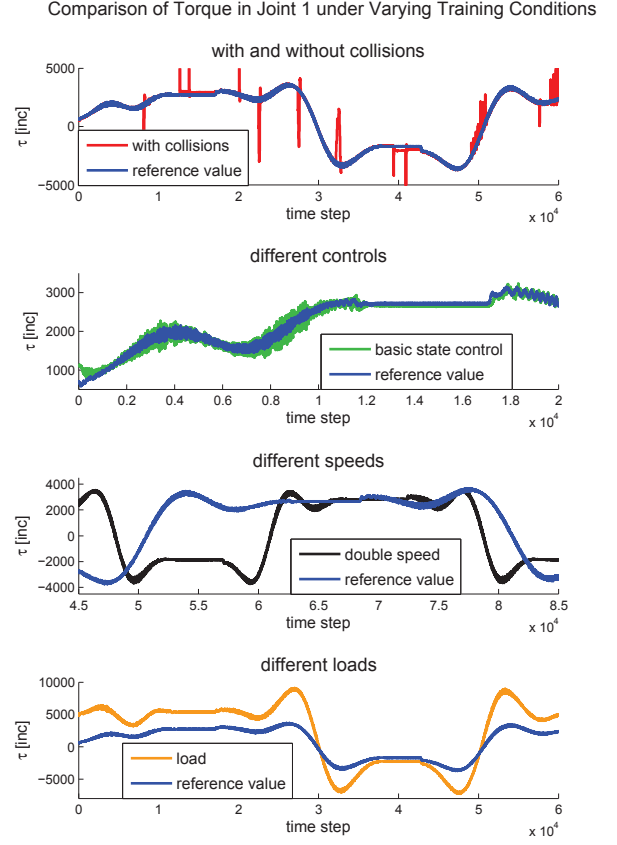 Comparison of Torque in Joint 1 under Varying Training Conditions
with and without collisions
5000
0
−5000
τ [inc]
with collisions
reference value
0 1 2 3 4 5 6
time step
x 10^4
different controls
3000
2000
1000
τ [inc]
basic state control
reference value
0 0.2 0.4 0.6 0.8 1 1.2 1.4 1.6 1.8 2
time step
x 10^4
different speeds
4000
2000
0
−2000
−4000
τ [inc]
double speed
reference value
4.5 5 5.5 6 6.5 7 7.5 8 8.5
time step
x 10^4
different loads
10000
5000
0
−5000
τ [inc]
load
reference value
0 1 2 3 4 5 6
time step
x 10^4